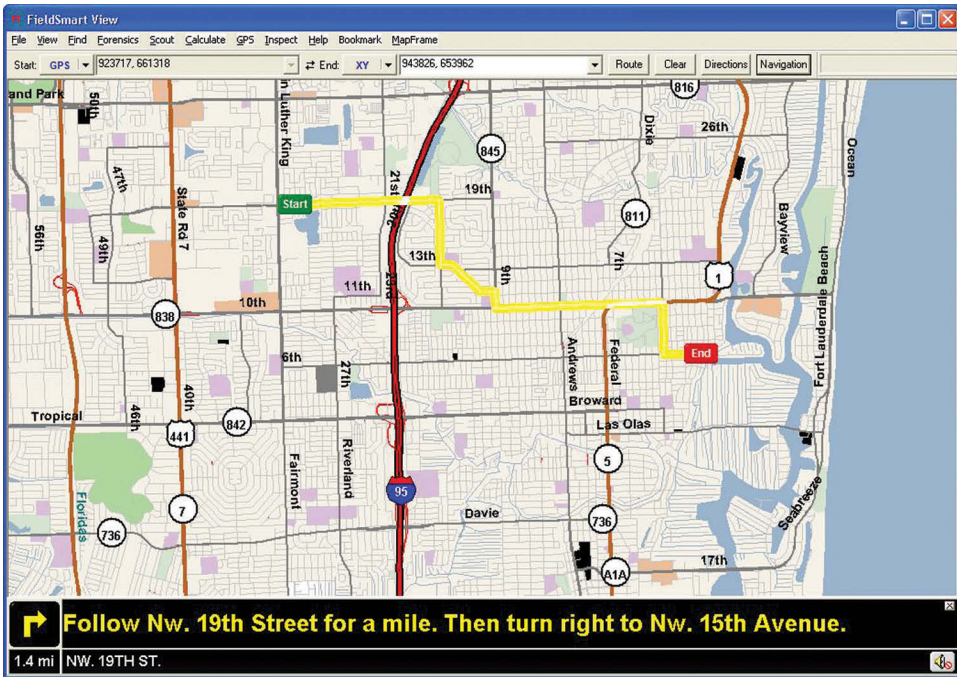 FieldSmart View
File View Find Forensics Scout Calculate GPS Inspect Help Bookmark MapFrame
Start: GPS 923717, 661318 End: XY 943826, 653962 Route Clear Directions Navigation
and Park
50th
n Luther King
816
Dixie
26th
Ocean
845
47th
State Rd 7
21st
19th
Start
20th
811
Bayview
56th
49th
13th
9th
7th
1
Fort Lauderdale Beach
11th
23rd
10th
838
6th
27th
Andrews
Federal
End
Broward
Tropical
46th
40th
842
Las Olas
441
Fairmont
Riverland
5
95
Floridas
7
Davie
736
736
Seabreeze
17th
A1A
Follow Nw. 19th Street for a mile. Then turn right to Nw. 15th Avenue.
1.4 mi NW. 19TH ST.